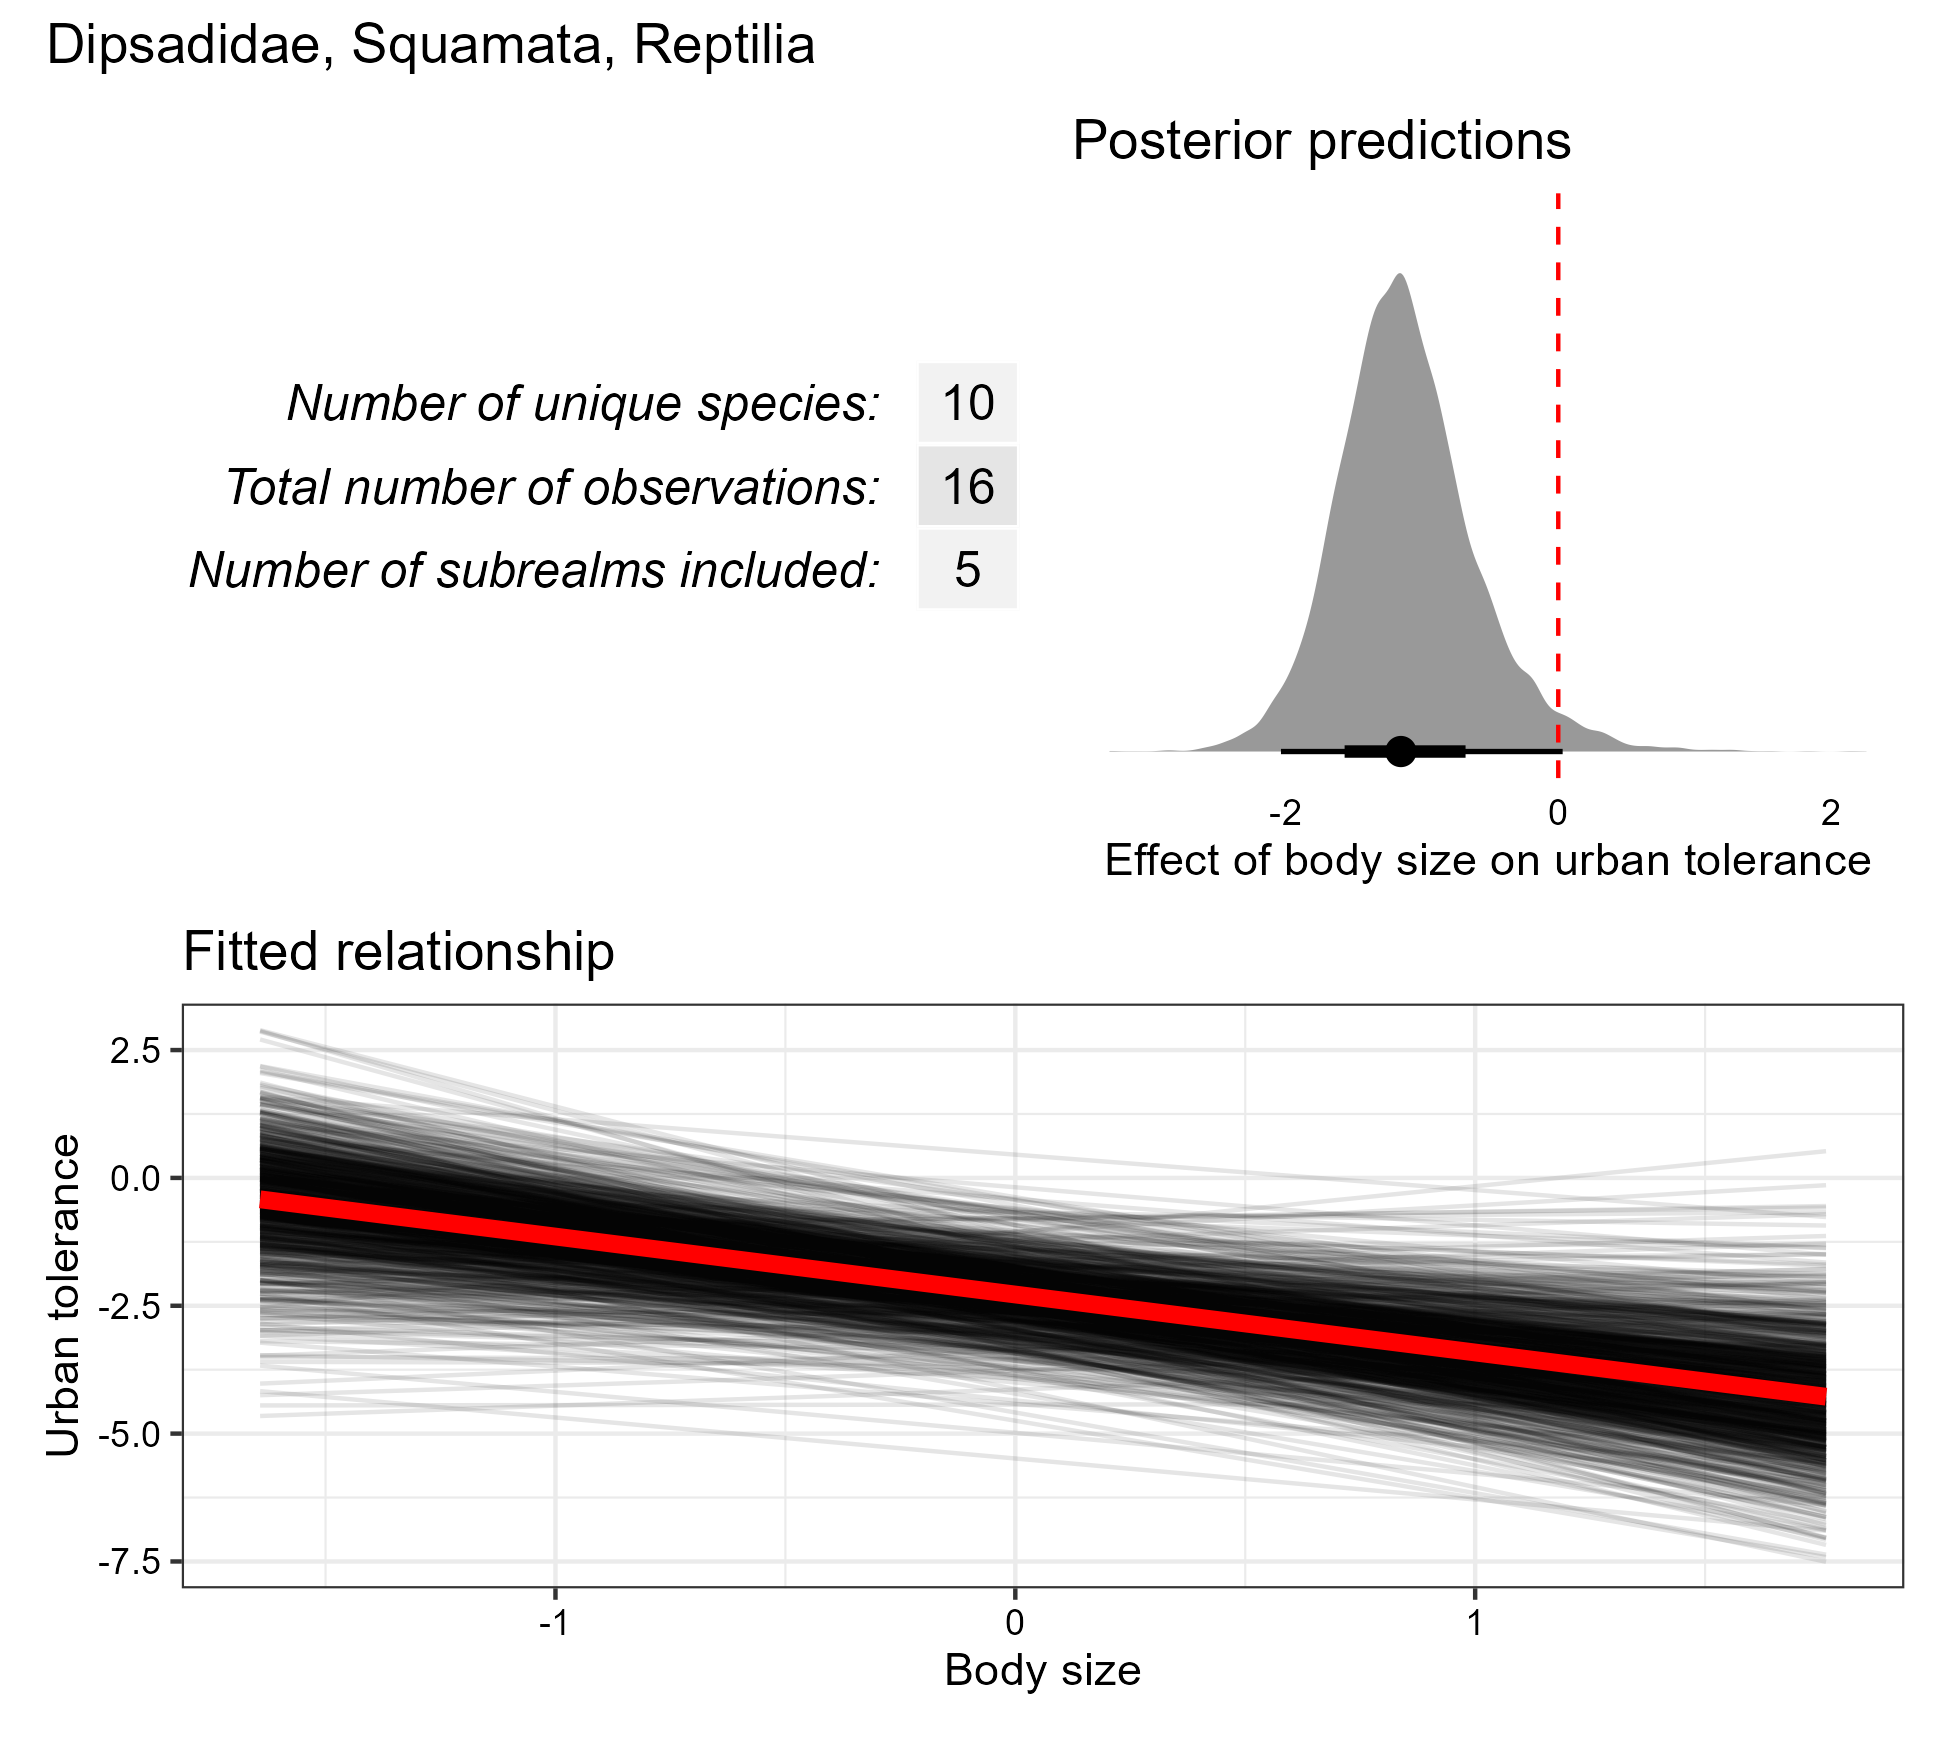 Dipsadidae, Squamata, Reptilia
Posterior predictions
Number of unique species: 10
Total number of observations: 16
Number of subrealms included: 5
-2 0 2
Effect of body size on urban tolerance
Fitted relationship
2.5
0.0
-2.5
-5.0
-7.5
Urban tolerance
-1 0 1
Body size